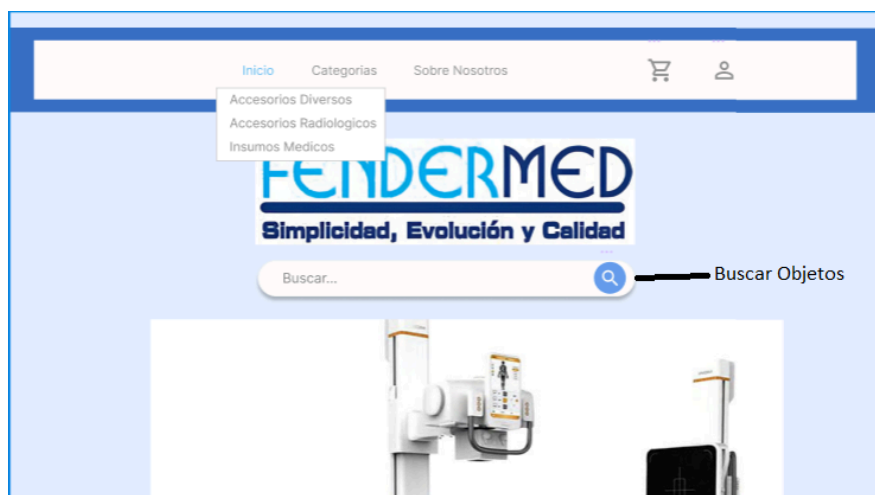 Inicio Categorias Sobre Nosotros
Accesorios Diversos
Accesorios Radiologicos
Insumos Medicos
FENDERMED
Simplicidad, Evolución y Calidad
Buscar...
Buscar Objetos